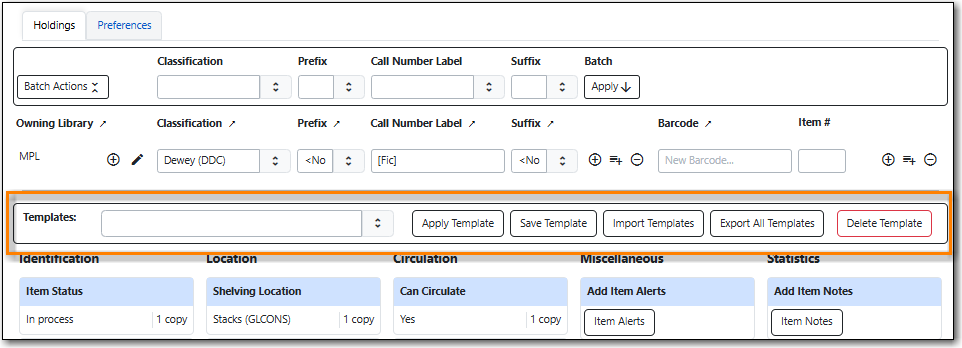 Holdings Preferences
Classification Prefix Call Number Label Suffix Batch
Batch Actions Apply
Owning Library Classification Prefix Call Number Label Suffix Barcode Item #
MPL Dewey (DDC) <No [Fic] <No New Barcode...
Templates: Apply Template Save Template Import Templates Export All Templates Delete Template
Identification Location Circulation Miscellaneous Statistics
Item Status Shelving Location Can Circulate Add Item Alerts Add Item Notes
In process 1 copy Stacks (GLCONS) 1 copy Yes 1 copy Item Alerts Item Notes